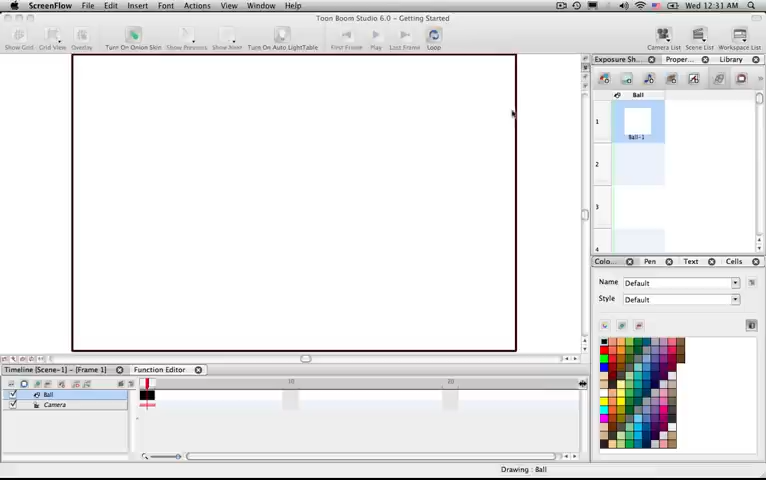 ScreenFlow File Edit Insert Font Actions View Window Help Wed 12:31 AM
Toon Boom Studio 6.0 - Getting Started
Show Grid Grid View Overlay Turn On Onion Skin Show Previous Show Next Turn On Auto LightTable First Frame Play Last Frame Loop Camera List Scene List Workspace List
Exposure Sh... Proper... Library
Ball
1
Ball-1
2
3
4
Colo... Pen Text Cells
Name Default
Style Default
Timeline [Scene-1] - [Frame 1] Function Editor
10 20
Ball
Camera
Drawing : Ball